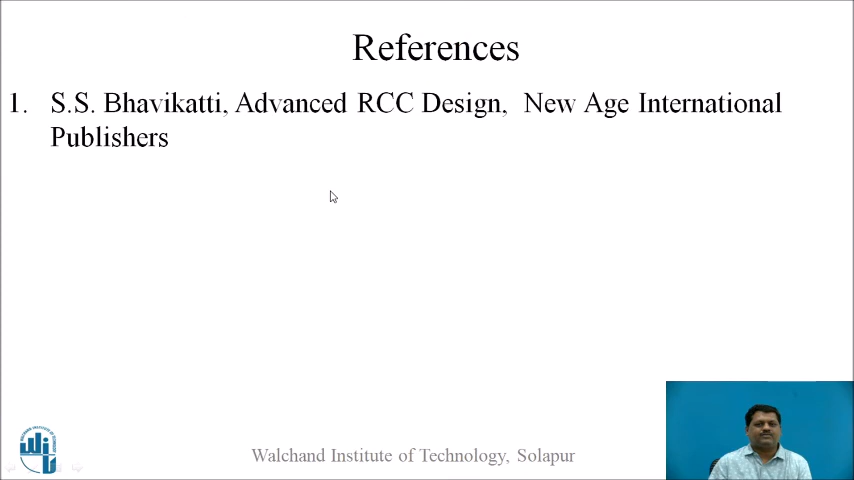 References
1. S.S. Bhavikatti, Advanced RCC Design, New Age International
Publishers
Walchand Institute of Technology, Solapur